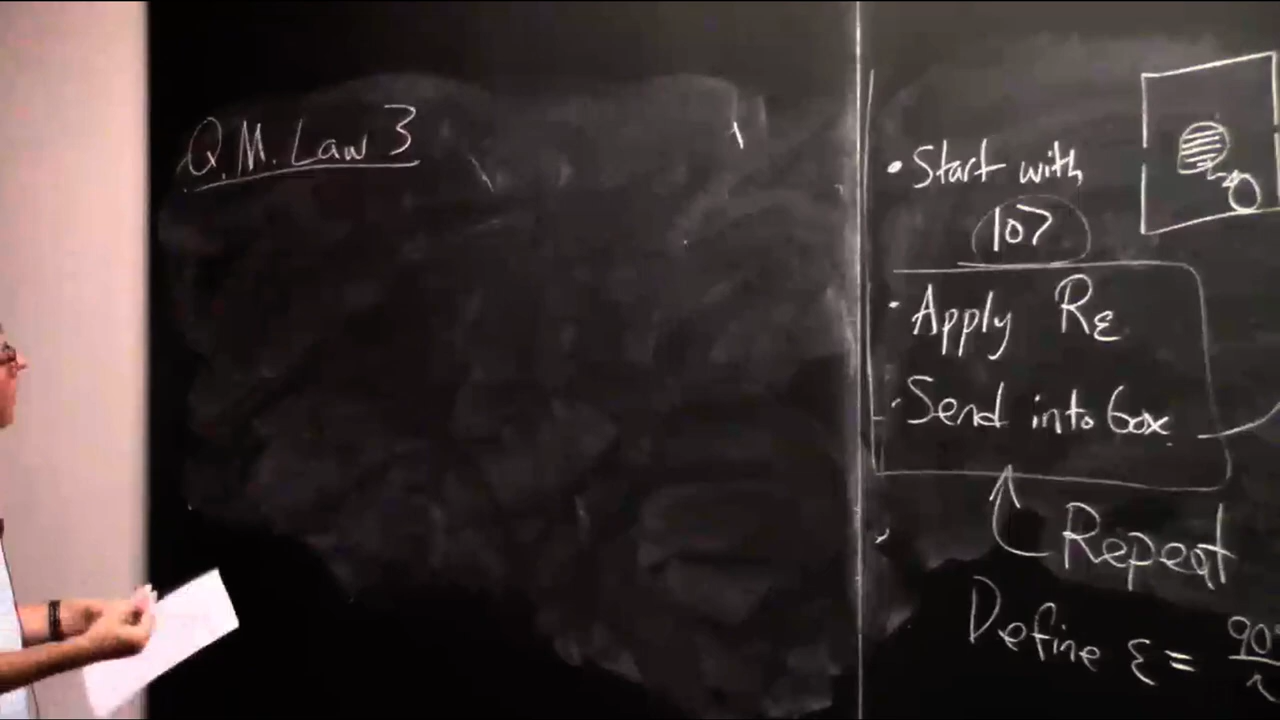 Q.M. Law 3
• Start with
|0>
• Apply Rε
• Send into box
Repeat
Define ε = 90°